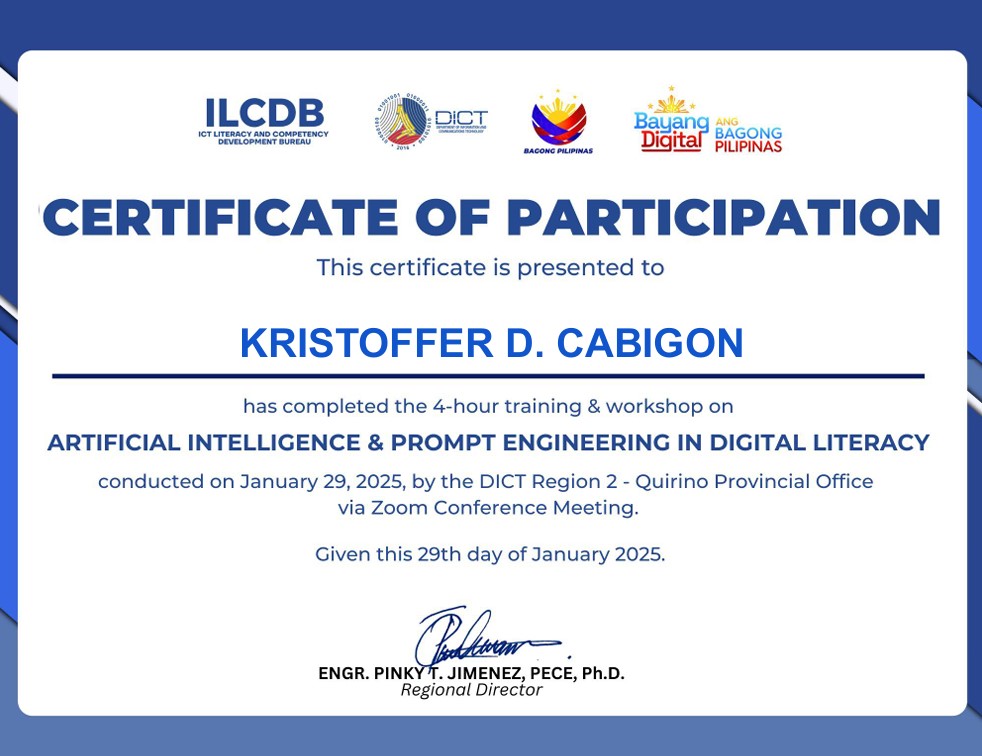 ILCDB
ICT LITERACY AND COMPETENCY
DEVELOPMENT BUREAU
DICT
DEPARTMENT OF INFORMATION AND
COMMUNICATIONS TECHNOLOGY
2016
BAGONG PILIPINAS
Bayang
Digital
ANG
BAGONG
PILIPINAS
CERTIFICATE OF PARTICIPATION
This certificate is presented to
KRISTOFFER D. CABIGON
has completed the 4-hour training & workshop on
ARTIFICIAL INTELLIGENCE & PROMPT ENGINEERING IN DIGITAL LITERACY
conducted on January 29, 2025, by the DICT Region 2 - Quirino Provincial Office
via Zoom Conference Meeting.
Given this 29th day of January 2025.
ENGR. PINKY T. JIMENEZ, PECE, Ph.D.
Regional Director